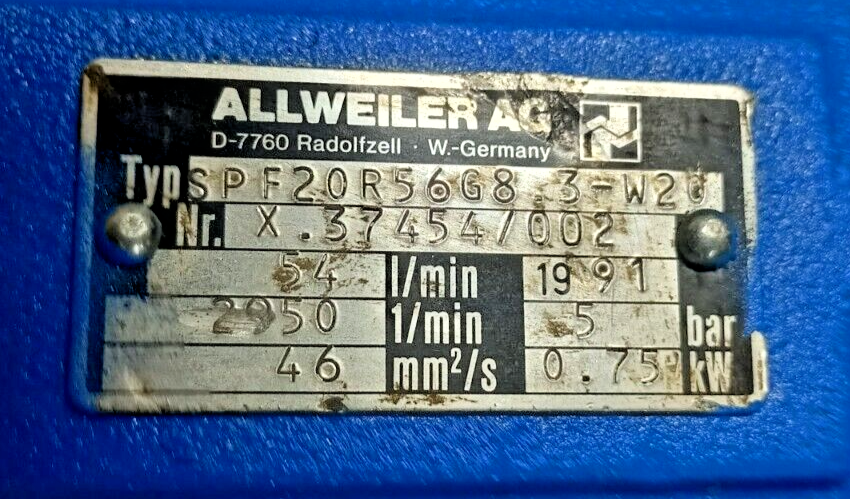 ALLWEILER AG
D-7760 Radolfzell · W.-Germany
Typ SPF20R56G8.3-W20
Nr. X.37454/002
54 l/min 1991
2950 1/min 5 bar
46 mm²/s 0.75 kW